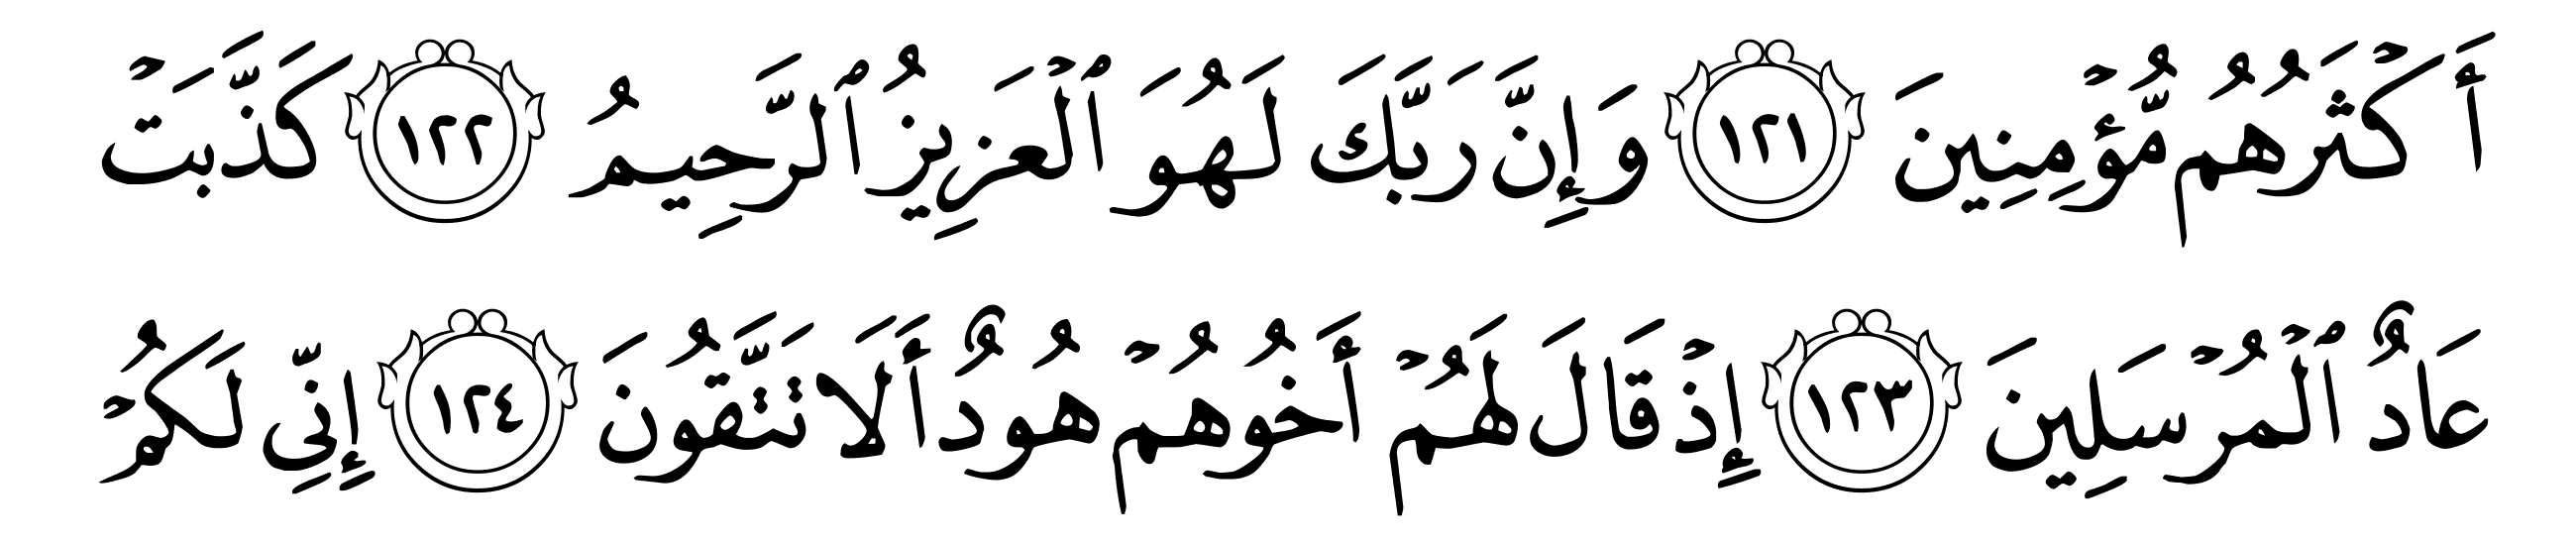 أَكۡثَرُهُم مُّؤۡمِنِينَ ١٢١ وَإِنَّ رَبَّكَ لَهُوَ ٱلۡعَزِيزُ ٱلرَّحِيمُ ١٢٢ كَذَّبَتۡ
عَادٌ ٱلۡمُرۡسَلِينَ ١٢٣ إِذۡ قَالَ لَهُمۡ أَخُوهُمۡ هُودٌ أَلَا تَتَّقُونَ ١٢٤ إِنِّي لَكُمۡ